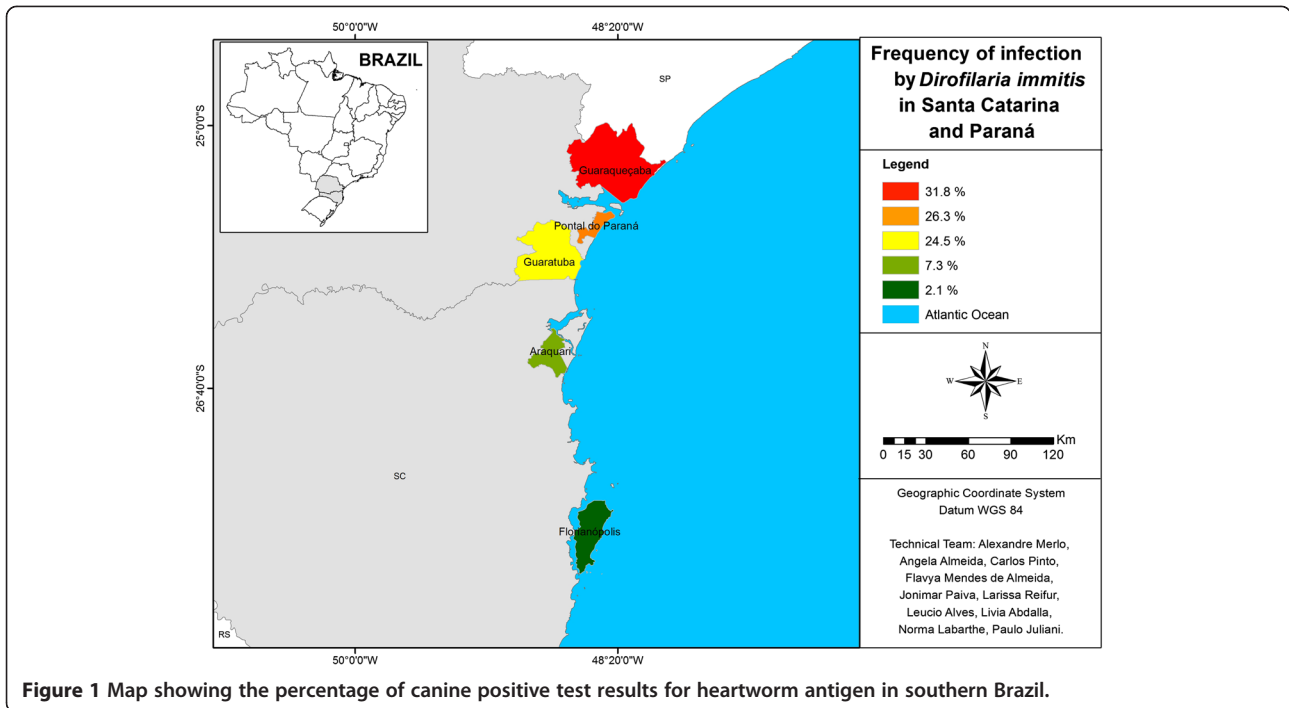 50°0'0"W
48°20'0"W
BRAZIL
SP
25°0'0"S
Guaraqueçaba
Pontal do Paraná
Guaratuba
Araquari
26°40'0"S
SC
Florianópolis
RS
50°0'0"W
48°20'0"W
Frequency of infection
by Dirofilaria immitis
in Santa Catarina
and Paraná
Legend
31.8 %
26.3 %
24.5 %
7.3 %
2.1 %
Atlantic Ocean
N
W
E
S
Km
0 15 30 60 90 120
Geographic Coordinate System
Datum WGS 84
Technical Team: Alexandre Merlo,
Angela Almeida, Carlos Pinto,
Flavya Mendes de Almeida,
Jonimar Paiva, Larissa Reifur,
Leucio Alves, Livia Abdalla,
Norma Labarthe, Paulo Juliani.
Figure 1 Map showing the percentage of canine positive test results for heartworm antigen in southern Brazil.